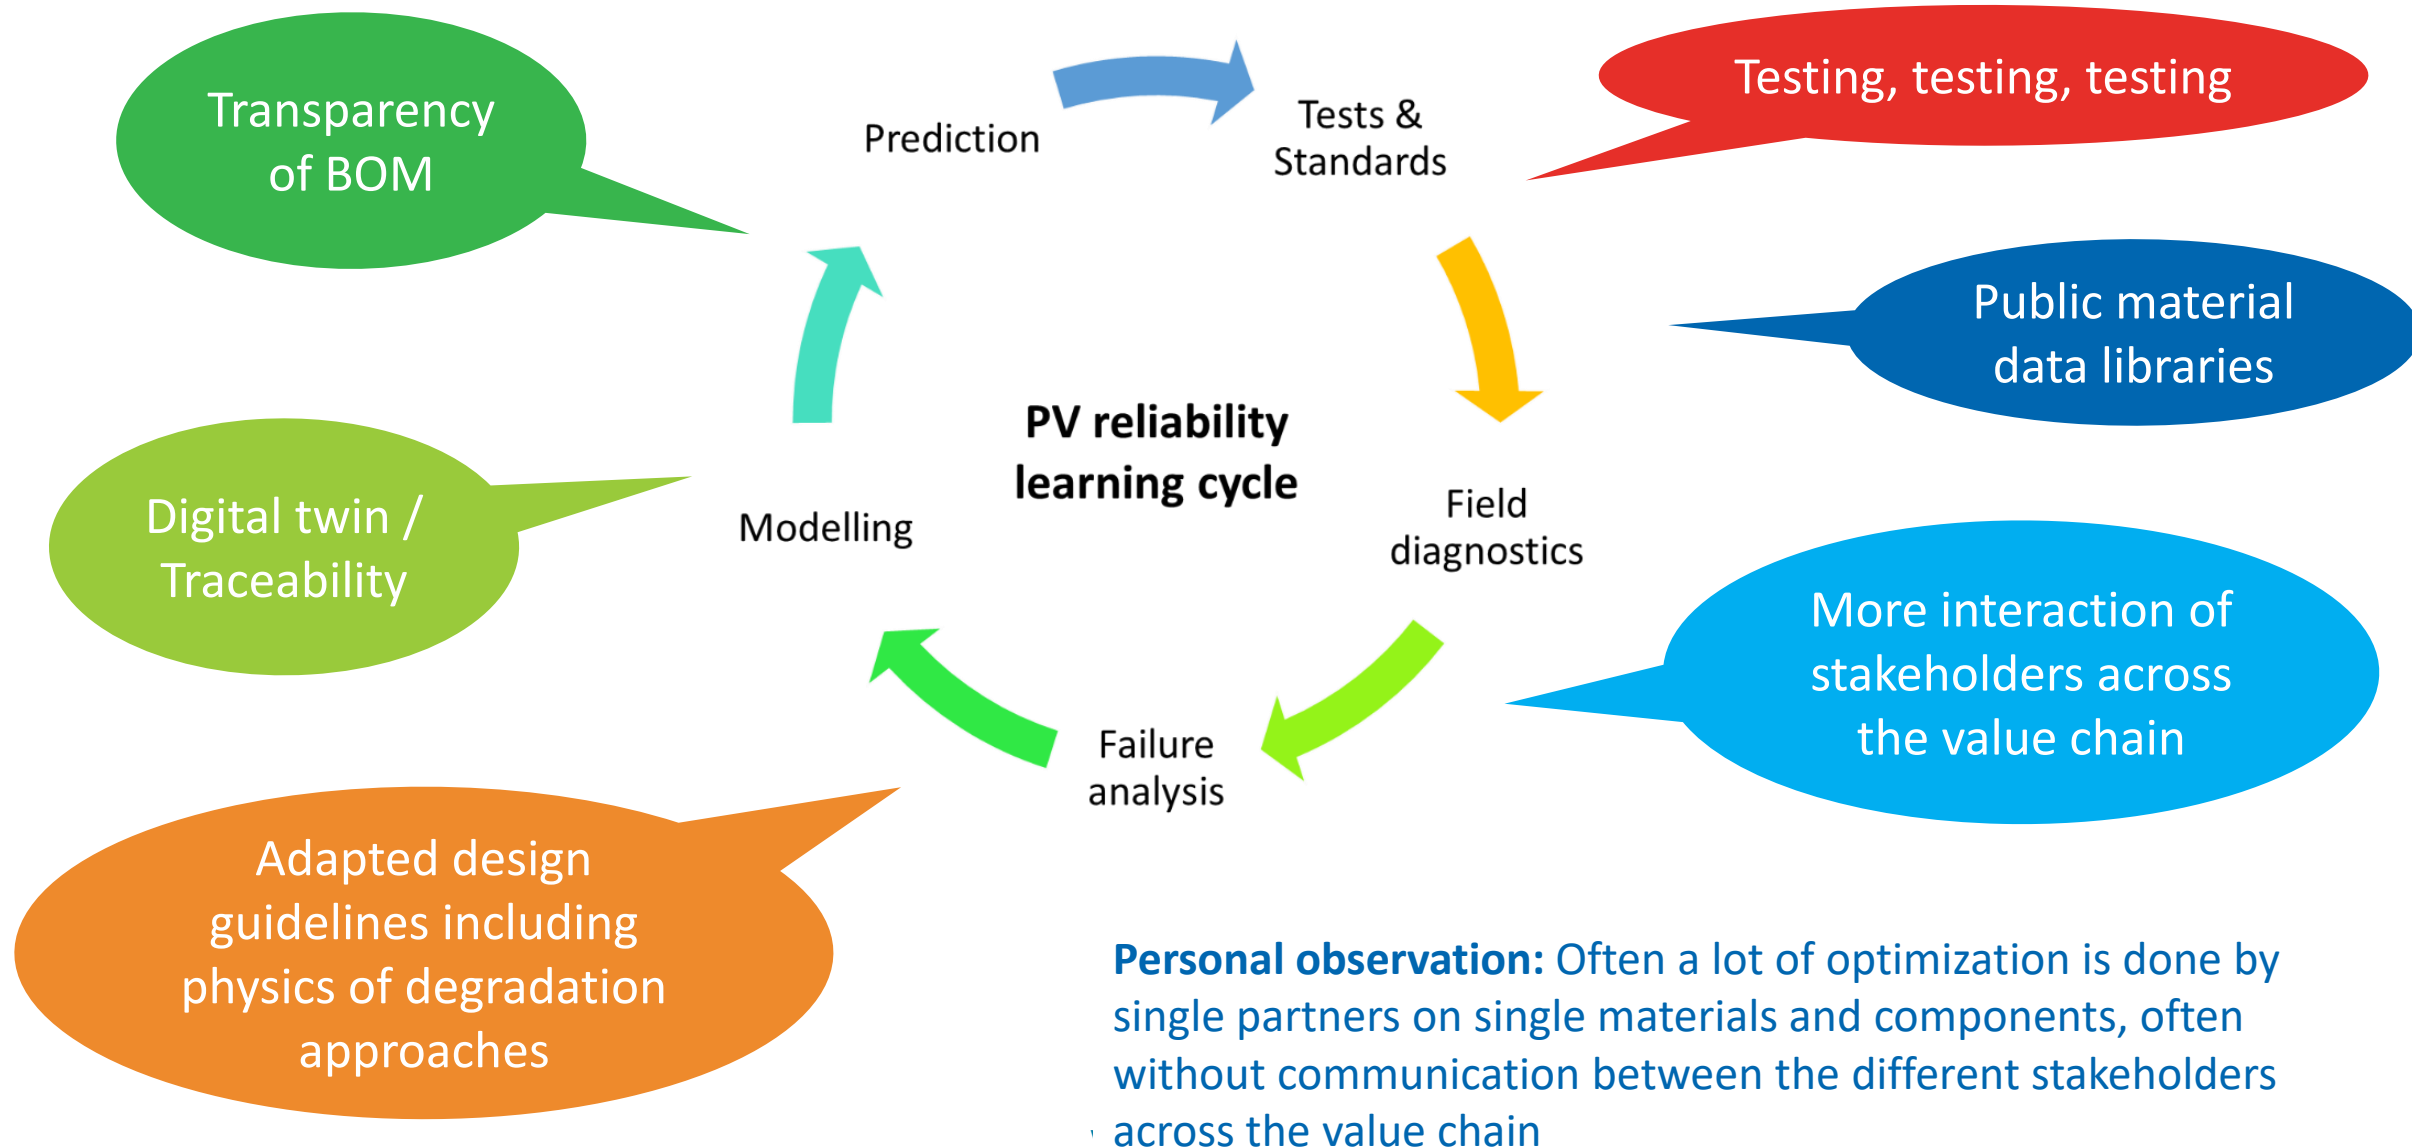 Transparency
of BOM
Prediction
Tests &
Standards
Testing, testing, testing
Public material
data libraries
PV reliability
learning cycle
Digital twin /
Traceability
Modelling
Field
diagnostics
More interaction of
stakeholders across
the value chain
Failure
analysis
Adapted design
guidelines including
physics of degradation
approaches
Personal observation: Often a lot of optimization is done by
single partners on single materials and components, often
without communication between the different stakeholders
across the value chain